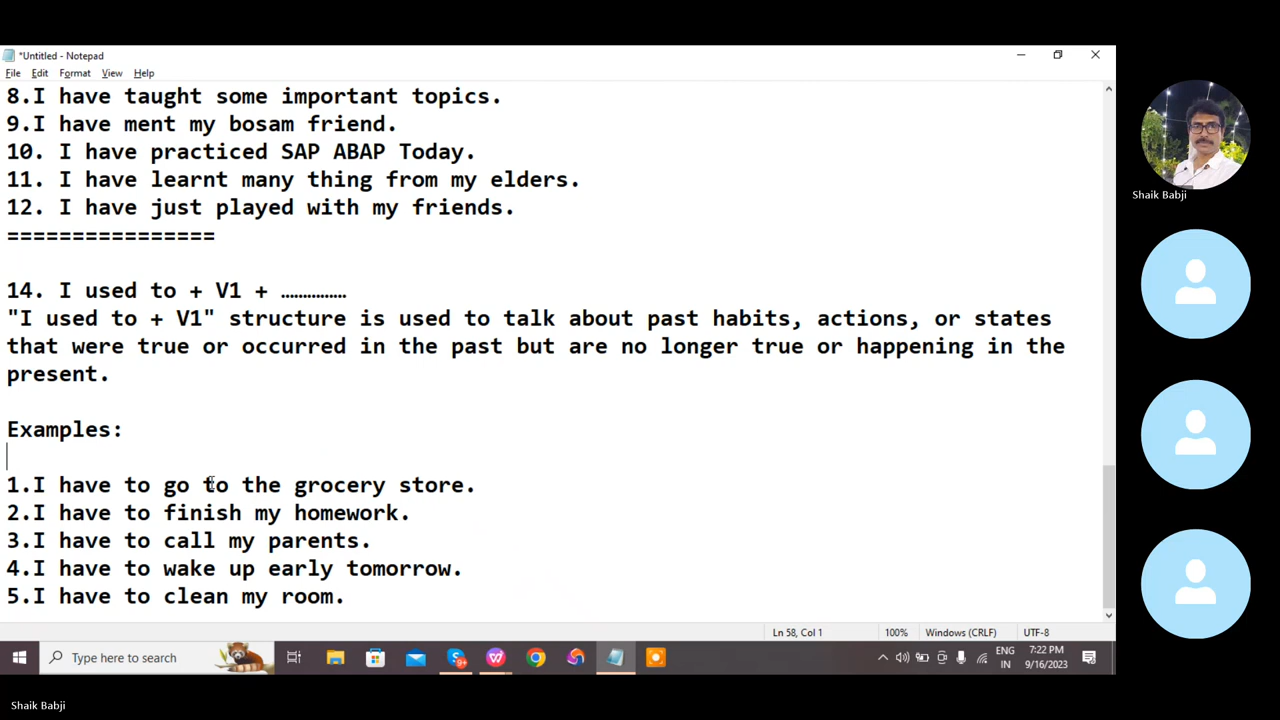 *Untitled - Notepad
File Edit Format View Help
8.I have taught some important topics.
9.I have ment my bosam friend.
10. I have practiced SAP ABAP Today.
11. I have learnt many thing from my elders.
12. I have just played with my friends.
================
14. I used to + V1 + ……………
"I used to + V1" structure is used to talk about past habits, actions, or states
that were true or occurred in the past but are no longer true or happening in the
present.
Examples:
1.I have to go to the grocery store.
2.I have to finish my homework.
3.I have to call my parents.
4.I have to wake up early tomorrow.
5.I have to clean my room.
Ln 58, Col 1 100% Windows (CRLF) UTF-8
Type here to search
ENG
IN
7:22 PM
9/16/2023
Shaik Babji
Shaik Babji